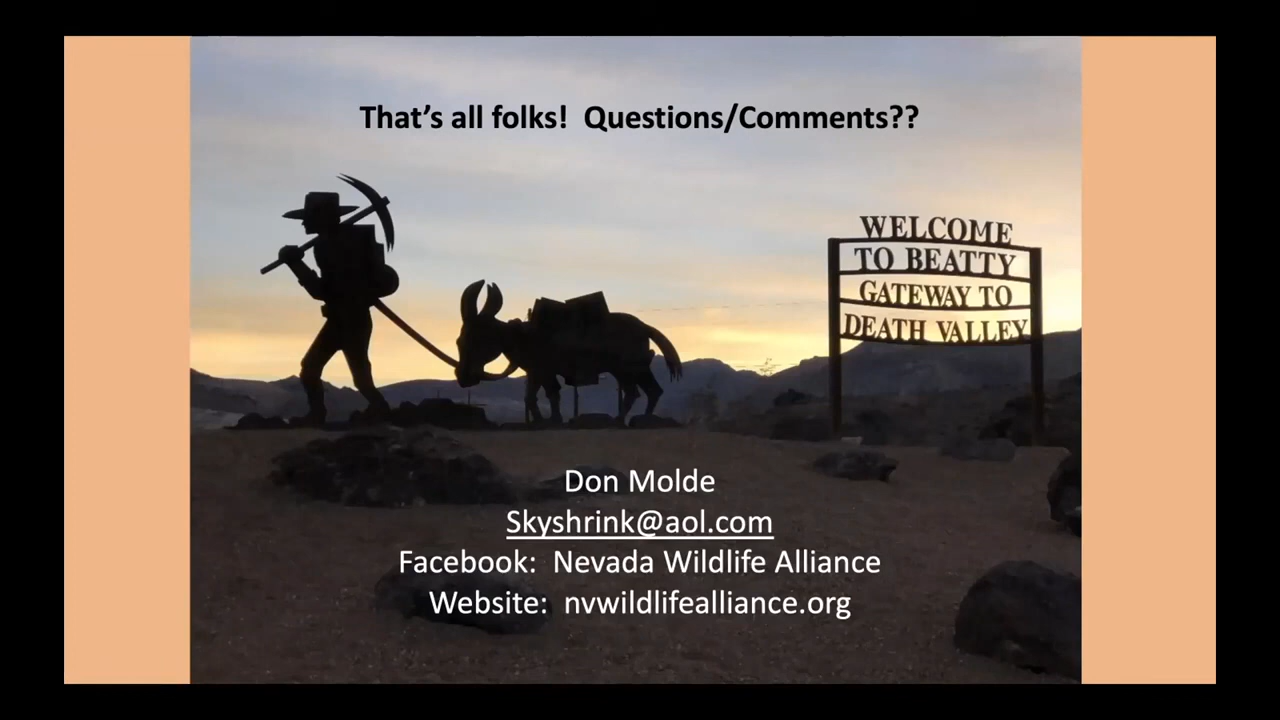 That's all folks!  Questions/Comments??
WELCOME
TO BEATTY
GATEWAY TO
DEATH VALLEY
Don Molde
Skyshrink@aol.com
Facebook:  Nevada Wildlife Alliance
Website:  nvwildlifealliance.org